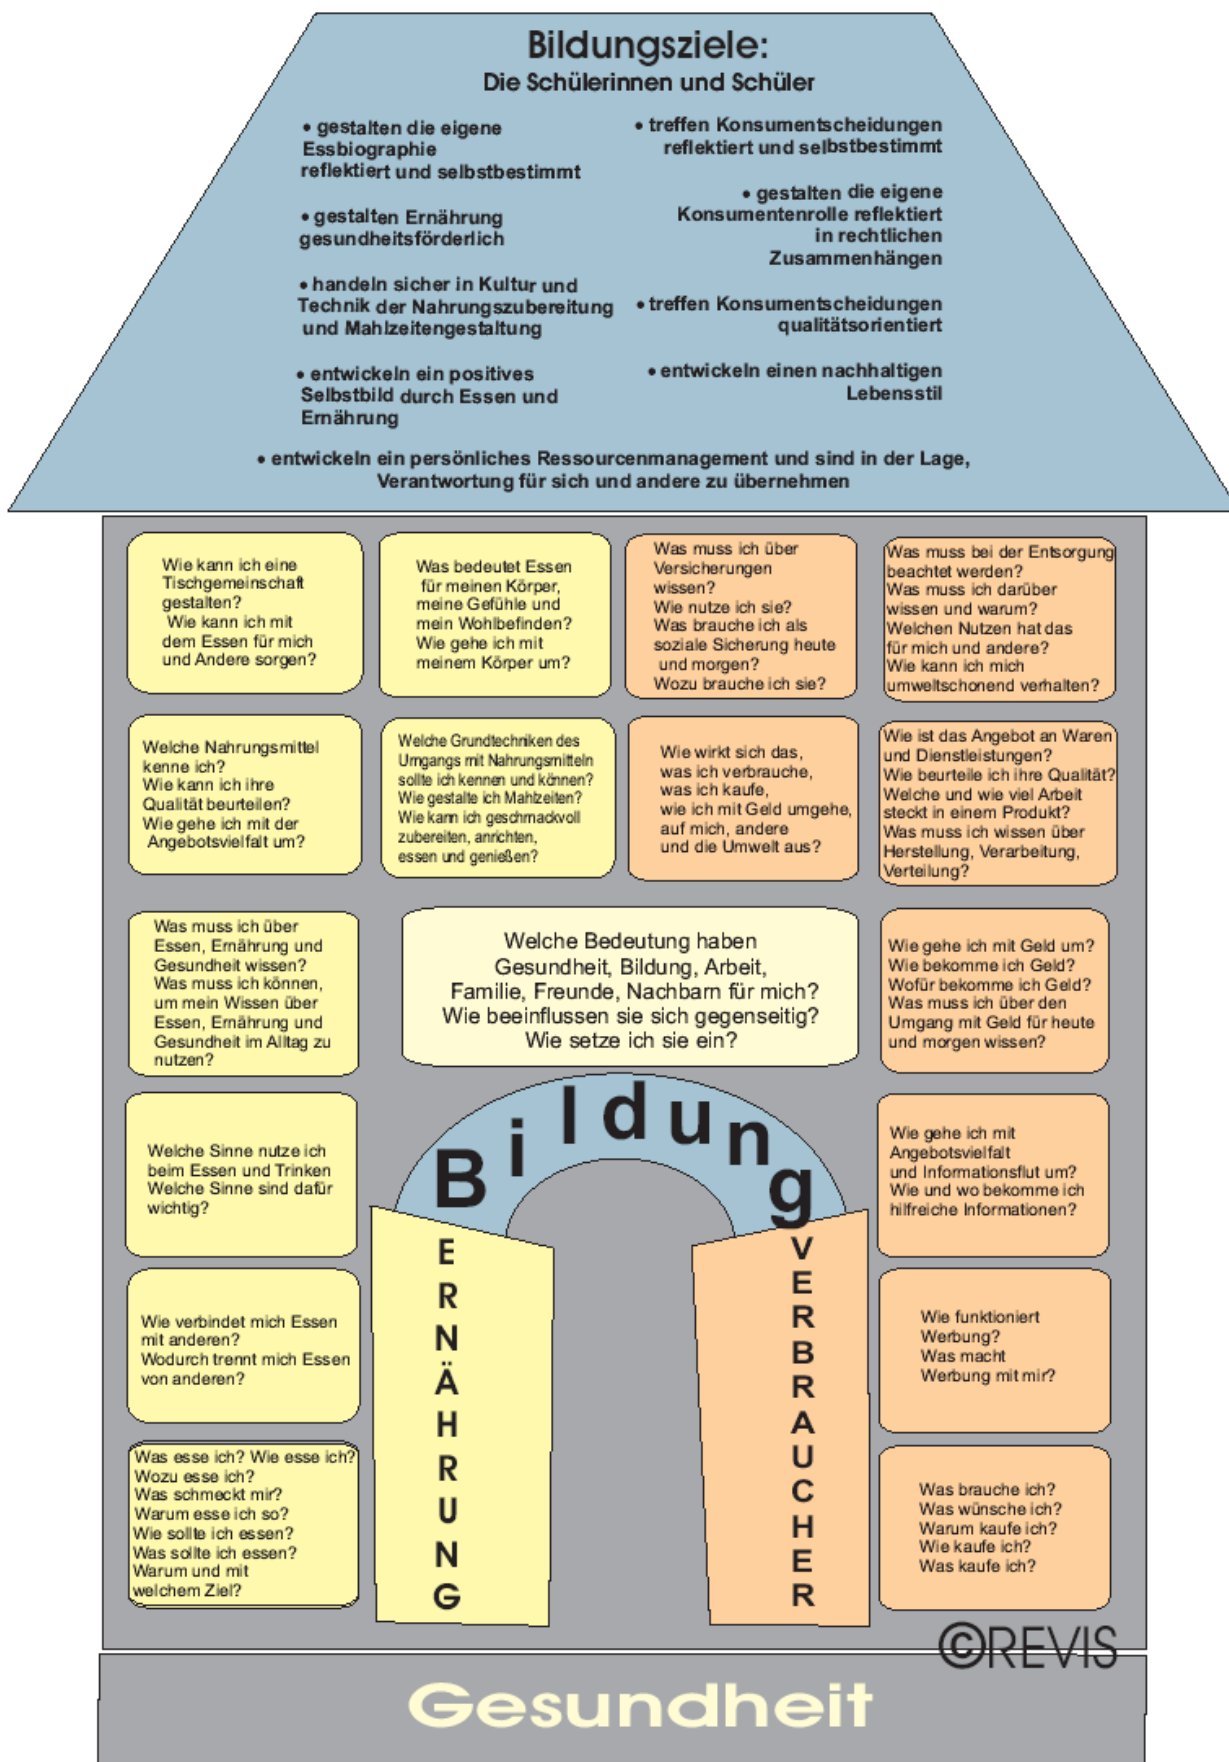 Bildungsziele:
Die Schülerinnen und Schüler
• gestalten die eigene
Essbiographie
reflektiert und selbstbestimmt
• gestalten Ernährung
gesundheitsförderlich
• handeln sicher in Kultur und
Technik der Nahrungszubereitung
und Mahlzeitengestaltung
• entwickeln ein positives
Selbstbild durch Essen und
Ernährung
• treffen Konsumentscheidungen
reflektiert und selbstbestimmt
• gestalten die eigene
Konsumentenrolle reflektiert
in rechtlichen
Zusammenhängen
• treffen Konsumentscheidungen
qualitätsorientiert
• entwickeln einen nachhaltigen
Lebensstil
• entwickeln ein persönliches Ressourcenmanagement und sind in der Lage,
Verantwortung für sich und andere zu übernehmen
Wie kann ich eine
Tischgemeinschaft
gestalten?
Wie kann ich mit
dem Essen für mich
und Andere sorgen?
Was bedeutet Essen
für meinen Körper,
meine Gefühle und
mein Wohlbefinden?
Wie gehe ich mit
meinem Körper um?
Was muss ich über
Versicherungen
wissen?
Wie nutze ich sie?
Was brauche ich als
soziale Sicherung heute
und morgen?
Wozu brauche ich sie?
Was muss bei der Entsorgung
beachtet werden?
Was muss ich darüber
wissen und warum?
Welchen Nutzen hat das
für mich und andere?
Wie kann ich mich
umweltschonend verhalten?
Welche Nahrungsmittel
kenne ich?
Wie kann ich ihre
Qualität beurteilen?
Wie gehe ich mit der
Angebotsvielfalt um?
Welche Grundtechniken des
Umgangs mit Nahrungsmitteln
sollte ich kennen und können?
Wie gestalte ich Mahlzeiten?
Wie kann ich geschmackvoll
zubereiten, anrichten,
essen und genießen?
Wie wirkt sich das,
was ich verbrauche,
was ich kaufe,
wie ich mit Geld umgehe,
auf mich, andere
und die Umwelt aus?
Wie ist das Angebot an Waren
und Dienstleistungen?
Wie beurteile ich ihre Qualität?
Welche und wie viel Arbeit
steckt in einem Produkt?
Was muss ich wissen über
Herstellung, Verarbeitung,
Verteilung?
Was muss ich über
Essen, Ernährung und
Gesundheit wissen?
Was muss ich können,
um mein Wissen über
Essen, Ernährung und
Gesundheit im Alltag zu
nutzen?
Welche Bedeutung haben
Gesundheit, Bildung, Arbeit,
Familie, Freunde, Nachbarn für mich?
Wie beeinflussen sie sich gegenseitig?
Wie setze ich sie ein?
Wie gehe ich mit Geld um?
Wie bekomme ich Geld?
Wofür bekomme ich Geld?
Was muss ich über den
Umgang mit Geld für heute
und morgen wissen?
Welche Sinne nutze ich
beim Essen und Trinken
Welche Sinne sind dafür
wichtig?
Bildung
Wie gehe ich mit
Angebotsvielfalt
und Informationsflut um?
Wie und wo bekomme ich
hilfreiche Informationen?
ERNÄHRUNG
VERBRAUCHER
Wie verbindet mich Essen
mit anderen?
Wodurch trennt mich Essen
von anderen?
Wie funktioniert
Werbung?
Was macht
Werbung mit mir?
Was esse ich? Wie esse ich?
Wozu esse ich?
Was schmeckt mir?
Warum esse ich so?
Wie sollte ich essen?
Was sollte ich essen?
Warum und mit
welchem Ziel?
Was brauche ich?
Was wünsche ich?
Warum kaufe ich?
Wie kaufe ich?
Was kaufe ich?
©REVIS
Gesundheit